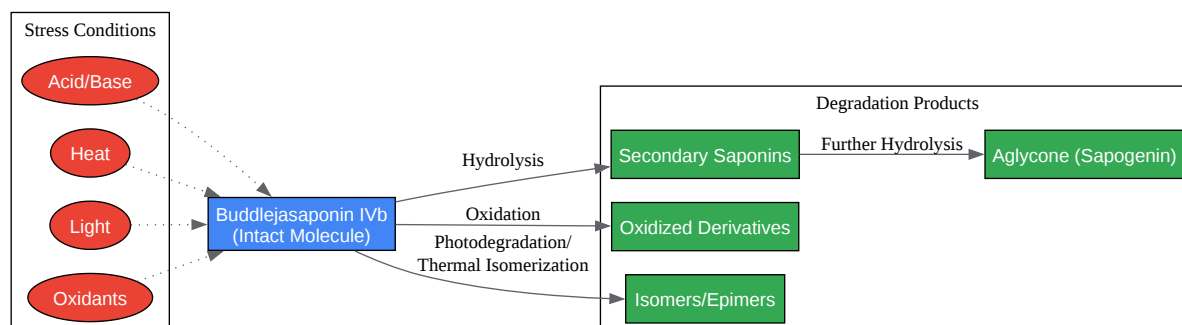 Stress Conditions
Acid/Base
Heat
Light
Oxidants
Buddlejasaponin IVb
(Intact Molecule)
Hydrolysis
Oxidation
Photodegradation/
Thermal Isomerization
Degradation Products
Secondary Saponins
Further Hydrolysis
Aglycone (Sapogenin)
Oxidized Derivatives
Isomers/Epimers